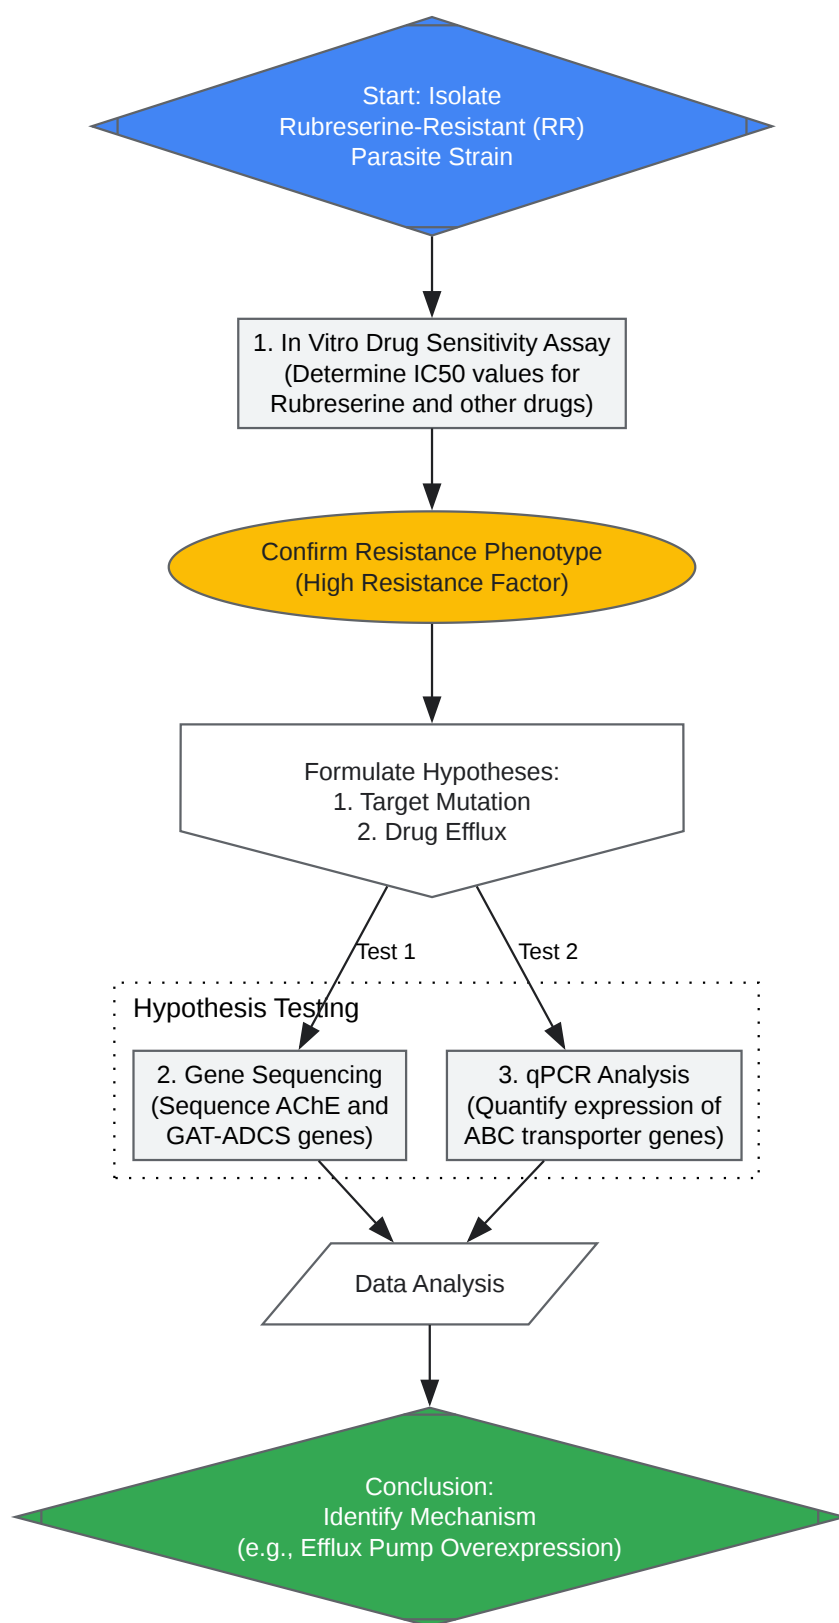 Start: Isolate
Rubreserine-Resistant (RR)
Parasite Strain
1. In Vitro Drug Sensitivity Assay
(Determine IC50 values for
Rubreserine and other drugs)
Confirm Resistance Phenotype
(High Resistance Factor)
Formulate Hypotheses:
1. Target Mutation
2. Drug Efflux
Test 1
Test 2
Hypothesis Testing
2. Gene Sequencing
(Sequence AChE and
GAT-ADCS genes)
3. qPCR Analysis
(Quantify expression of
ABC transporter genes)
Data Analysis
Conclusion:
Identify Mechanism
(e.g., Efflux Pump Overexpression)